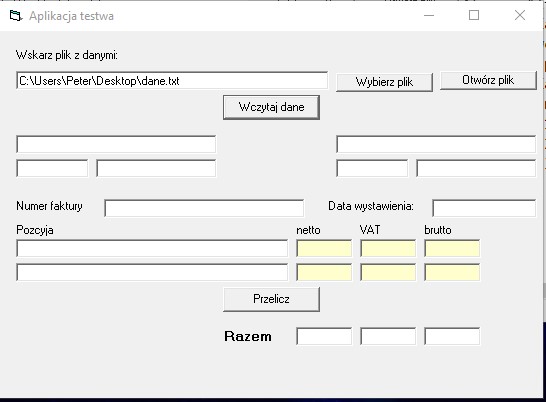 Aplikacja testwa
Wskarz plik z danymi:
C:\Users\Peter\Desktop\dane.txt
Wybierz plik
Otwórz plik
Wczytaj dane
Numer faktury
Data wystawienia:
Pozcyja netto VAT brutto
Przelicz
Razem